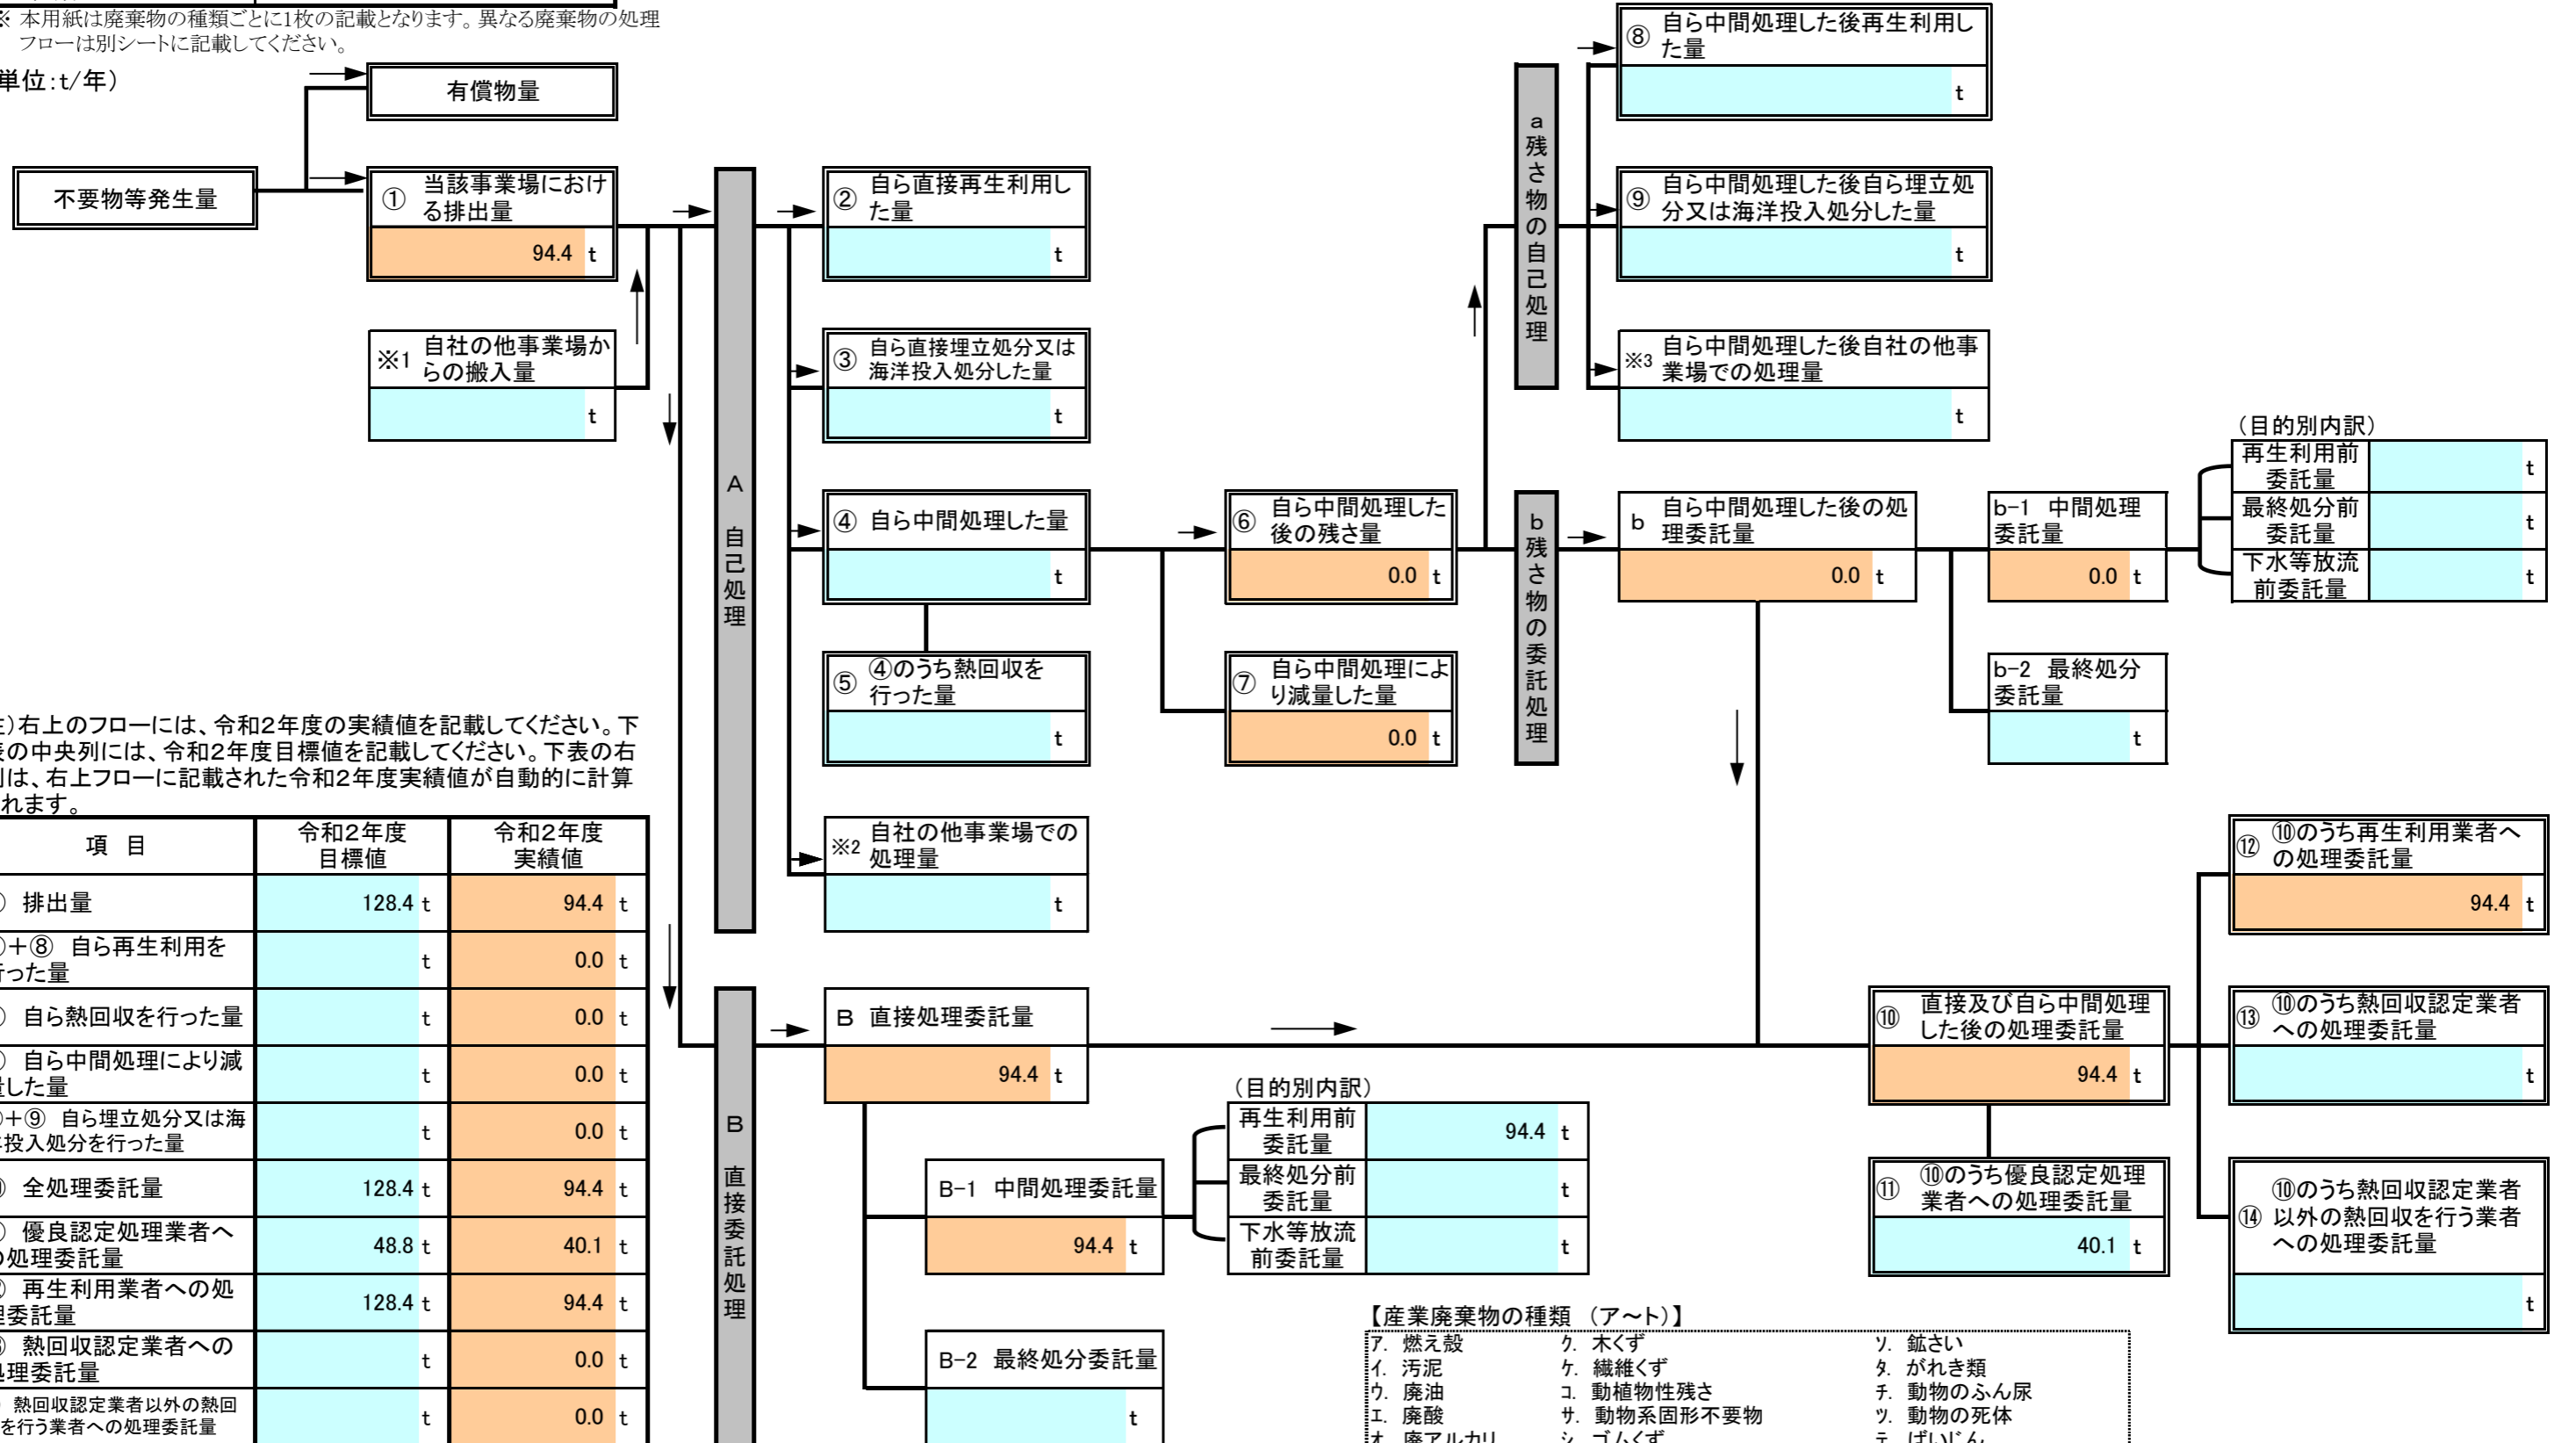 ※ 本用紙は廃棄物の種類ごとに1枚の記載となります。異なる廃棄物の処理
フローは別シートに記載してください。
単位:t/年)
有償物量
不要物等発生量
① 当該事業場におけ
る排出量
94.4 t
※1 自社の他事業場か
らの搬入量
t
A 自己処理
② 自ら直接再生利用し
た量
t
③ 自ら直接埋立処分又は
海洋投入処分した量
t
④ 自ら中間処理した量
t
⑤ ④のうち熱回収を
行った量
t
※2 自社の他事業場での
処理量
t
⑥ 自ら中間処理した
後の残さ量
0.0 t
⑦ 自ら中間処理によ
り減量した量
0.0 t
a残さ物の自己処理
⑧ 自ら中間処理した後再生利用し
た量
t
⑨ 自ら中間処理した後自ら埋立処
分又は海洋投入処分した量
t
※3 自ら中間処理した後自社の他事
業場での処理量
t
b残さ物の委託処理
b 自ら中間処理した後の処
理委託量
0.0 t
b-1 中間処理
委託量
0.0 t
b-2 最終処分
委託量
t
(目的別内訳)
再生利用前
委託量
t
最終処分前
委託量
t
下水等放流
前委託量
t
)右上のフローには、令和2年度の実績値を記載してください。下
の中央列には、令和2年度目標値を記載してください。下表の右
は、右上フローに記載された令和2年度実績値が自動的に計算
れます。
項 目 令和2年度 令和2年度
目標値 実績値
排出量 128.4 t 94.4 t
+⑧ 自ら再生利用を
った量 t 0.0 t
自ら熱回収を行った量 t 0.0 t
自ら中間処理により減
した量 t 0.0 t
+⑨ 自ら埋立処分又は海
投入処分を行った量 t 0.0 t
全処理委託量 128.4 t 94.4 t
優良認定処理業者へ
処理委託量 48.8 t 40.1 t
再生利用業者への処
委託量 128.4 t 94.4 t
熱回収認定業者への
理委託量 t 0.0 t
熱回収認定業者以外の熱回
を行う業者への処理委託量 t 0.0 t
B 直接委託処理
B 直接処理委託量
94.4 t
B-1 中間処理委託量
94.4 t
B-2 最終処分委託量
t
(目的別内訳)
再生利用前
委託量
94.4 t
最終処分前
委託量
t
下水等放流
前委託量
t
⑩ 直接及び自ら中間処理
した後の処理委託量
94.4 t
⑪ ⑩のうち優良認定処理
業者への処理委託量
40.1 t
⑫ ⑩のうち再生利用業者へ
の処理委託量
94.4 t
⑬ ⑩のうち熱回収認定業者
への処理委託量
t
⑭ ⑩のうち熱回収認定業者
以外の熱回収を行う業者
への処理委託量
t
【産業廃棄物の種類 (ア~ト)】
ア. 燃え殻 ク. 木くず ソ. 鉱さい
イ. 汚泥 ケ. 繊維くず タ. がれき類
ウ. 廃油 コ. 動植物性残さ チ. 動物のふん尿
エ. 廃酸 サ. 動物系固形不要物 ツ. 動物の死体
オ. 廃アルカリ シ. ゴムくず テ. ばいじん